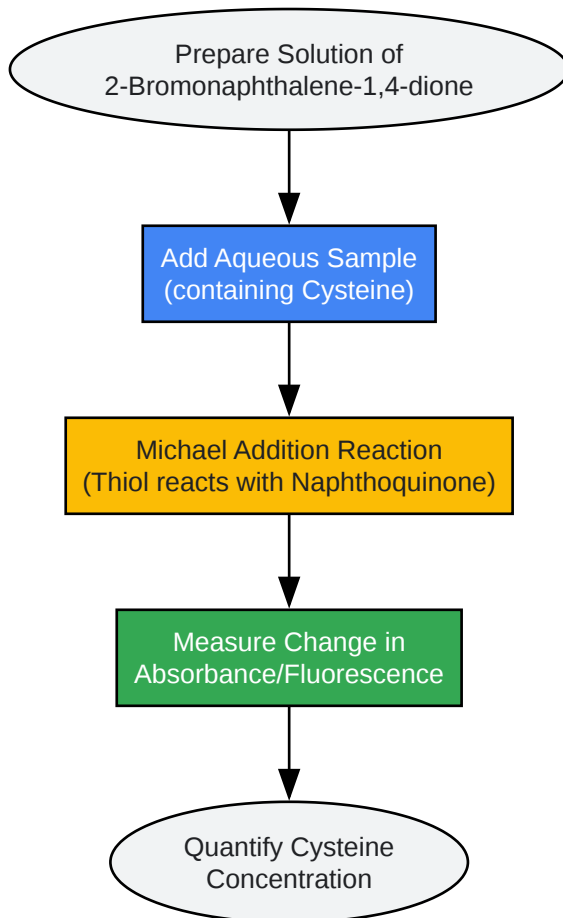 Prepare Solution of
2-Bromonaphthalene-1,4-dione
Add Aqueous Sample
(containing Cysteine)
Michael Addition Reaction
(Thiol reacts with Naphthoquinone)
Measure Change in
Absorbance/Fluorescence
Quantify Cysteine
Concentration